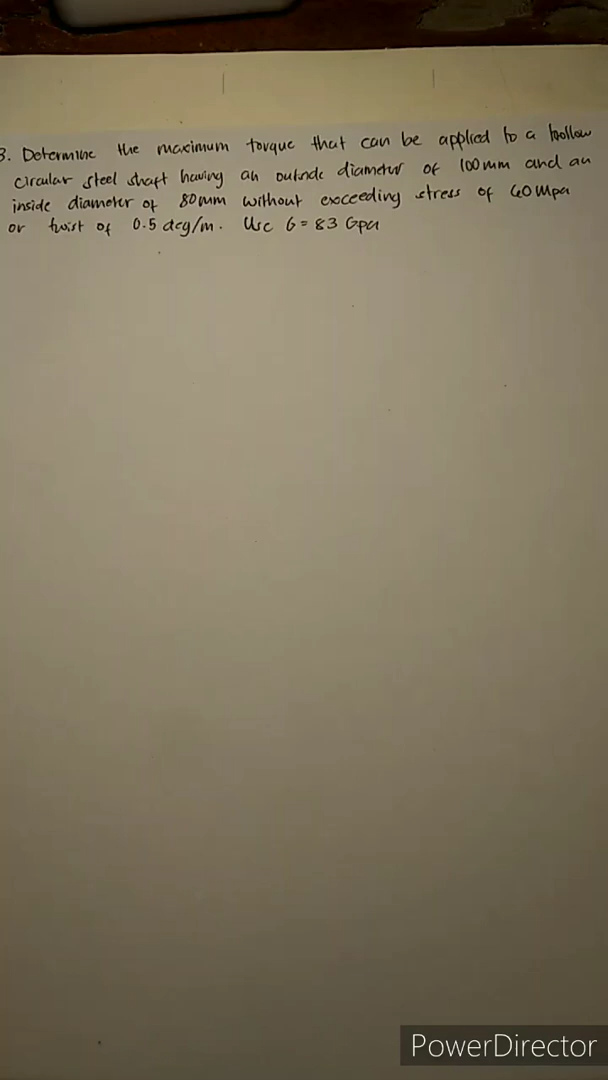 3. Determine the maximum torque that can be applied to a hollow
circular steel shaft having an outside diameter of 100mm and an
inside diameter of 80mm without exceeding stress of 60Mpa
or twist of 0.5 deg/m. Use G = 83 Gpa
PowerDirector